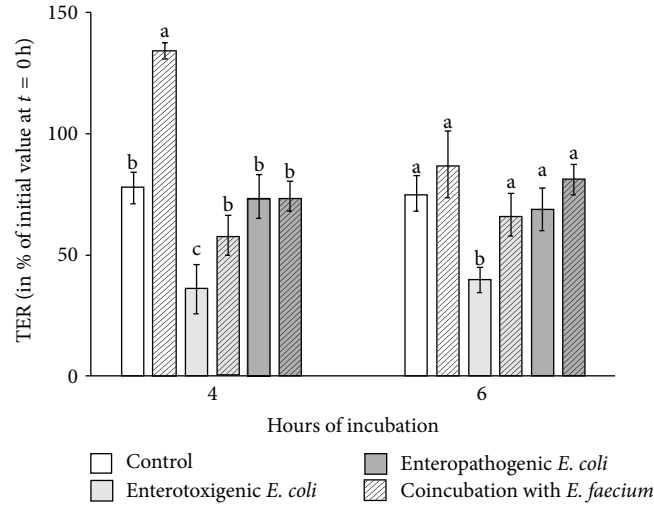 150
100
50
0
TER (in % of initial value at t = 0 h)
b
a
c
b
b
b
a
a
b
a
a
a
4
6
Hours of incubation
Control
Enteropathogenic E. coli
Enterotoxigenic E. coli
Coincubation with E. faecium